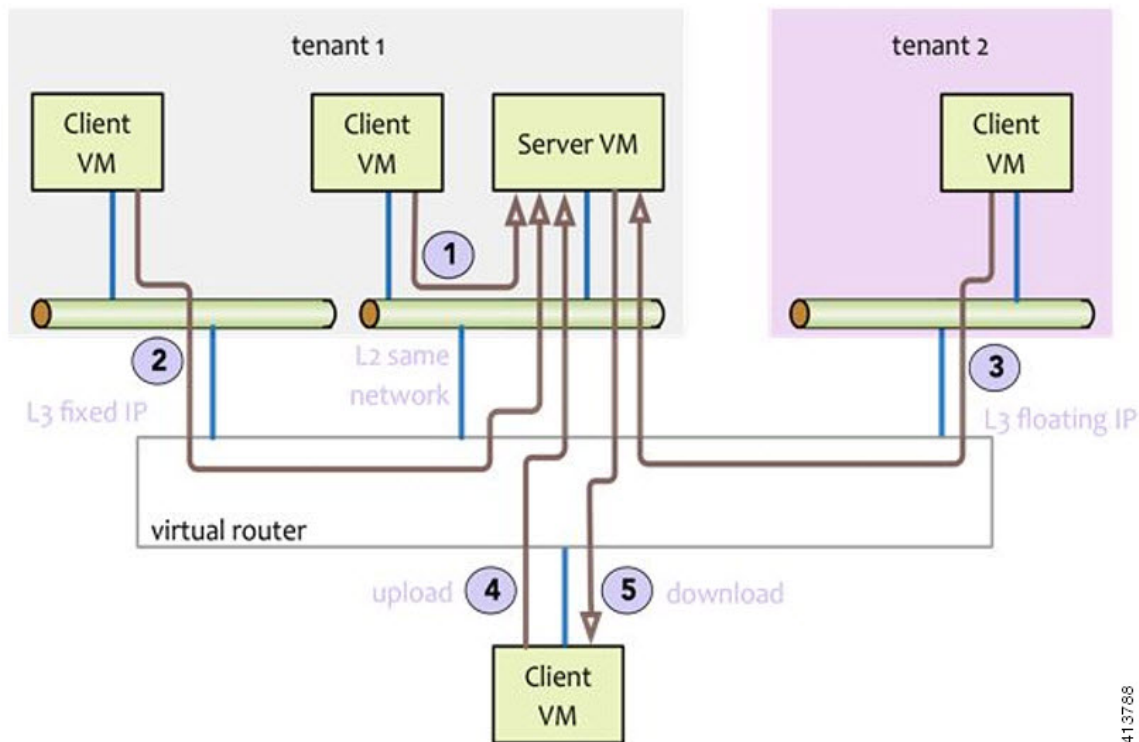 tenant 1
tenant 2
Client
VM
Client
VM
Server VM
Client
VM
1
2
L2 same
network
3
L3 fixed IP
L3 floating IP
virtual router
upload
4
5
download
Client
VM
413788